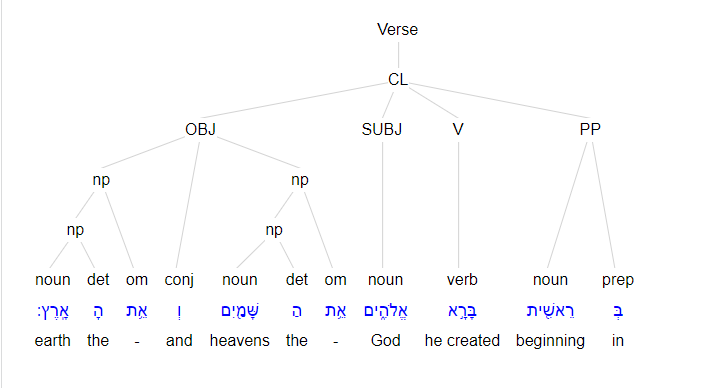 Verse
CL
OBJ SUBJ V PP
np np
np np
noun det om conj noun det om noun verb noun prep
בְּ רֵאשִׁ֖ית בָּרָ֣א אֱלֹהִ֑ים אֵ֥ת הַ שָּׁמַ֖יִם וְ אֵ֥ת הָ אָֽרֶץ׃
earth the - and heavens the - God he created beginning in